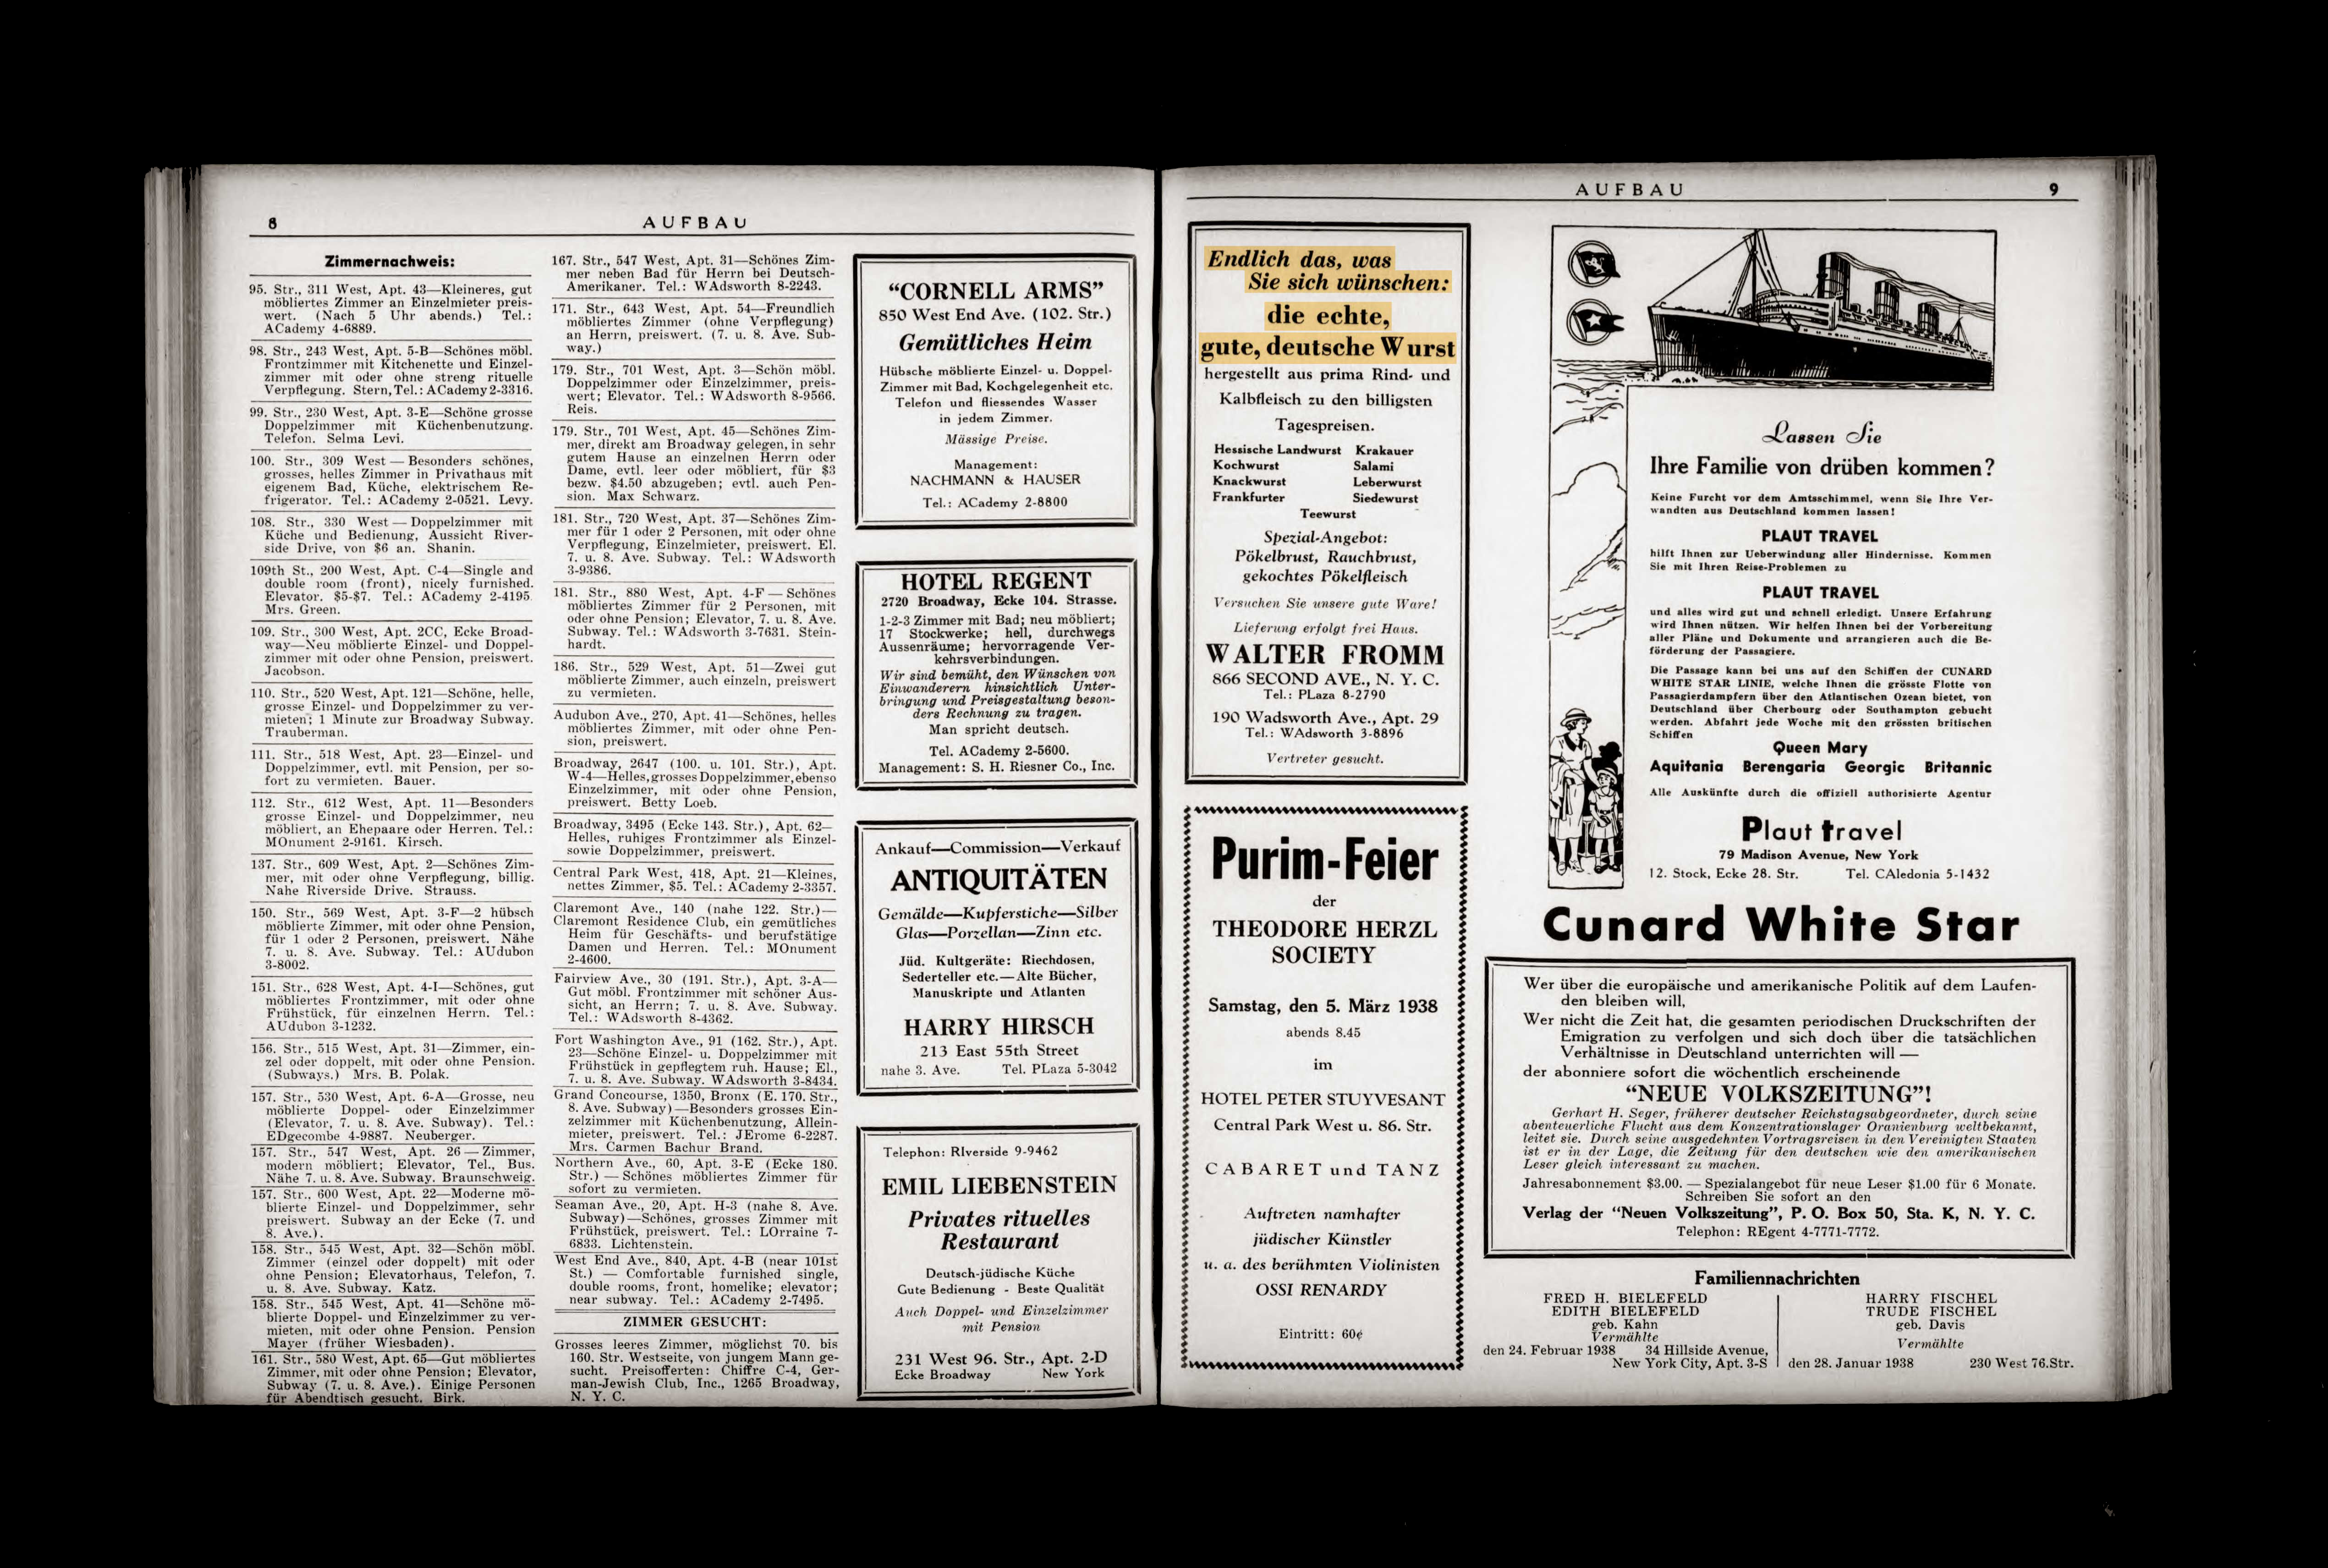 8
AUFBAU
Zimmernachweis:
95. Str., 311 West, Apt. 43—Kleineres, gut
möbliertes Zimmer an Einzelmieter preis-
wert. (Nach 5 Uhr abends.) Tel.:
ACademy 4-6889.
98. Str., 243 West, Apt. 5-B—Schönes möbl.
Frontzimmer mit Kitchenette und Einzel-
zimmer mit oder ohne streng rituelle
Verpflegung. Stern, Tel.: ACademy 2-3316.
99. Str., 230 West, Apt. 3-E—Schöne grosse
Doppelzimmer mit Küchenbenutzung.
Telefon. Selma Levi.
100. Str., 309 West — Besonders schönes,
grosses, helles Zimmer in Privathaus mit
eigenem Bad, Küche, elektrischem Re-
frigerator. Tel.: ACademy 2-0521. Levy.
108. Str., 330 West — Doppelzimmer mit
Küche und Bedienung, Aussicht River-
side Drive, von $6 an. Shanin.
109th St., 200 West, Apt. C-4—Single and
double room (front), nicely furnished.
Elevator. $5-$7. Tel.: ACademy 2-4195
Mrs. Green.
109. Str., 300 West, Apt. 2CC, Ecke Broad-
way—Neu möblierte Einzel- und Doppel-
zimmer mit oder ohne Pension, preiswert.
Jacobson.
110. Str., 520 West, Apt. 121—Schöne, helle,
grosse Einzel- und Doppelzimmer zu ver-
mieten; 1 Minute zur Broadway Subway.
Trauberman.
111. Str., 518 West, Apt. 23—Einzel- und
Doppelzimmer, evtl. mit Pension, per so-
fort zu vermieten. Bauer.
112. Str., 612 West, Apt. 11—Besonders
grosse Einzel- und Doppelzimmer, neu
möbliert, an Ehepaare oder Herren. Tel.:
MOnument 2-9161. Kirsch.
137. Str., 609 West, Apt. 2—Schönes Zim-
mer, mit oder ohne Verpflegung, billig.
Nahe Riverside Drive. Strauss.
150. Str., 569 West, Apt. 3-F—2 hübsch
möblierte Zimmer, mit oder ohne Pension,
für 1 oder 2 Personen, preiswert. Nähe
7. u. 8. Ave. Subway. Tel.: AUdubon
3-8002.
151. Str., 628 West, Apt. 4-I—Schönes, gut
möbliertes Frontzimmer, mit oder ohne
Frühstück, für einzelnen Herrn. Tel.:
AUdubon 3-1232.
156. Str., 515 West, Apt. 31—Zimmer, ein-
zel oder doppelt, mit oder ohne Pension.
(Subways.) Mrs. B. Polak.
157. Str., 530 West, Apt. 6-A—Grosse, neu
möblierte Doppel- oder Einzelzimmer
(Elevator, 7. u. 8. Ave. Subway). Tel.:
EDgecombe 4-9887. Neuberger.
157. Str., 547 West, Apt. 26 — Zimmer,
modern möbliert; Elevator, Tel., Bus.
Nähe 7. u. 8. Ave. Subway. Braunschweig.
157. Str., 600 West, Apt. 22—Moderne mö-
blierte Einzel- und Doppelzimmer, sehr
preiswert. Subway an der Ecke (7. und
8. Ave.).
158. Str., 545 West, Apt. 32—Schön möbl.
Zimmer (einzel oder doppelt) mit oder
ohne Pension; Elevatorhaus, Telefon, 7.
u. 8. Ave. Subway. Katz.
158. Str., 545 West, Apt. 41—Schöne mö-
blierte Doppel- und Einzelzimmer zu ver-
mieten, mit oder ohne Pension. Pension
Mayer (früher Wiesbaden).
161. Str., 580 West, Apt. 65—Gut möbliertes
Zimmer, mit oder ohne Pension; Elevator,
Subway (7. u. 8. Ave.). Einige Personen
für Abendtisch gesucht. Birk.
167. Str., 547 West, Apt. 31—Schönes Zim-
mer neben Bad für Herrn bei Deutsch-
Amerikaner. Tel.: WAdsworth 8-2243.
171. Str., 643 West, Apt. 54—Freundlich
möbliertes Zimmer (ohne Verpflegung)
an Herrn, preiswert. (7. u. 8. Ave. Sub-
way.)
179. Str., 701 West, Apt. 3—Schön möbl.
Doppelzimmer oder Einzelzimmer, preis-
wert; Elevator. Tel.: WAdsworth 8-9566.
Reis.
179. Str., 701 West, Apt. 45—Schönes Zim-
mer, direkt am Broadway gelegen, in sehr
gutem Hause an einzelnen Herrn oder
Dame, evtl. leer oder möbliert, für $3
bezw. $4.50 abzugeben; evtl. auch Pen-
sion. Max Schwarz.
181. Str., 720 West, Apt. 37—Schönes Zim-
mer für 1 oder 2 Personen, mit oder ohne
Verpflegung, Einzelmieter, preiswert. El.
7. u. 8. Ave. Subway. Tel.: WAdsworth
3-9386.
181. Str., 880 West, Apt. 4-F — Schönes
möbliertes Zimmer für 2 Personen, mit
oder ohne Pension; Elevator, 7. u. 8. Ave.
Subway. Tel.: WAdsworth 3-7631. Stein-
hardt.
186. Str., 529 West, Apt. 51—Zwei gut
möblierte Zimmer, auch einzeln, preiswert
zu vermieten.
Audubon Ave., 270, Apt. 41—Schönes, helles
möbliertes Zimmer, mit oder ohne Pen-
sion, preiswert.
Broadway, 2647 (100. u. 101. Str.), Apt.
W-4—Helles, grosses Doppelzimmer, ebenso
Einzelzimmer, mit oder ohne Pension,
preiswert. Betty Loeb.
Broadway, 3495 (Ecke 143. Str.), Apt. 62—
Helles, ruhiges Frontzimmer als Einzel-
sowie Doppelzimmer, preiswert.
Central Park West, 418, Apt. 21—Kleines,
nettes Zimmer, $5. Tel.: ACademy 2-3357.
Claremont Ave., 140 (nahe 122. Str.)—
Claremont Residence Club, ein gemütliches
Heim für Geschäfts- und berufstätige
Damen und Herren. Tel.: MOnument
2-4600.
Fairview Ave., 30 (191. Str.), Apt. 3-A—
Gut möbl. Frontzimmer mit schöner Aus-
sicht, an Herrn; 7. u. 8. Ave. Subway.
Tel.: WAdsworth 8-4362.
Fort Washington Ave., 91 (162. Str.), Apt.
23—Schöne Einzel- u. Doppelzimmer mit
Frühstück in gepflegtem ruh. Hause; El.,
7. u. 8. Ave. Subway. WAdsworth 3-8434.
Grand Concourse, 1350, Bronx (E. 170. Str.,
8. Ave. Subway)—Besonders grosses Ein-
zelzimmer mit Küchenbenutzung, Allein-
mieter, preiswert. Tel.: JErome 6-2287.
Mrs. Carmen Bachur Brand.
Northern Ave., 60, Apt. 3-E (Ecke 180.
Str.) — Schönes möbliertes Zimmer für
sofort zu vermieten.
Seaman Ave., 20, Apt. H-3 (nahe 8. Ave.
Subway)—Schönes, grosses Zimmer mit
Frühstück, preiswert. Tel.: LOrraine 7-
6833. Lichtenstein.
West End Ave., 840, Apt. 4-B (near 101st
St.) — Comfortable furnished single,
double rooms, front, homelike; elevator;
near subway. Tel.: ACademy 2-7495.
ZIMMER GESUCHT:
Grosses leeres Zimmer, möglichst 70. bis
160. Str. Westseite, von jungem Mann ge-
sucht. Preisofferten: Chiffre C-4, Ger-
man-Jewish Club, Inc., 1265 Broadway,
N. Y. C.
“CORNELL ARMS”
850 West End Ave. (102. Str.)
Gemütliches Heim
Hübsche möblierte Einzel- u. Doppel-
Zimmer mit Bad, Kochgelegenheit etc.
Telefon und fliessendes Wasser
in jedem Zimmer.
Mässige Preise.
Management:
NACHMANN & HAUSER
Tel.: ACademy 2-8800
HOTEL REGENT
2720 Broadway, Ecke 104. Strasse.
1-2-3 Zimmer mit Bad; neu möbliert;
17 Stockwerke; hell, durchwegs
Aussenräume; hervorragende Ver-
kehrsverbindungen.
Wir sind bemüht, den Wünschen von
Einwanderern hinsichtlich Unter-
bringung und Preisgestaltung beson-
ders Rechnung zu tragen.
Man spricht deutsch.
Tel. ACademy 2-5600.
Management: S. H. Riesner Co., Inc.
Ankauf—Commission—Verkauf
ANTIQUITÄTEN
Gemälde—Kupferstiche—Silber
Glas—Porzellan—Zinn etc.
Jüd. Kultgeräte: Riechdosen,
Sederteller etc.—Alte Bücher,
Manuskripte und Atlanten
HARRY HIRSCH
213 East 55th Street
nahe 3. Ave. Tel. PLaza 5-3042
Telephon: RIverside 9-9462
EMIL LIEBENSTEIN
Privates rituelles
Restaurant
Deutsch-jüdische Küche
Gute Bedienung - Beste Qualität
Auch Doppel- und Einzelzimmer
mit Pension
231 West 96. Str., Apt. 2-D
Ecke Broadway New York
AUFBAU
9
Endlich das, was
Sie sich wünschen:
die echte,
gute, deutsche Wurst
hergestellt aus prima Rind- und
Kalbfleisch zu den billigsten
Tagespreisen.
Hessische Landwurst Krakauer
Kochwurst Salami
Knackwurst Leberwurst
Frankfurter Siedewurst
Teewurst
Spezial-Angebot:
Pökelbrust, Rauchbrust,
gekochtes Pökelfleisch
Versuchen Sie unsere gute Ware!
Lieferung erfolgt frei Haus.
WALTER FROMM
866 SECOND AVE., N. Y. C.
Tel.: PLaza 8-2790
190 Wadsworth Ave., Apt. 29
Tel.: WAdsworth 3-8896
Vertreter gesucht.
Purim-Feier
der
THEODORE HERZL
SOCIETY
Samstag, den 5. März 1938
abends 8.45
im
HOTEL PETER STUYVESANT
Central Park West u. 86. Str.
CABARET und TANZ
Auftreten namhafter
jüdischer Künstler
u. a. des berühmten Violinisten
OSSI RENARDY
Eintritt: 60¢
Lassen Sie
Ihre Familie von drüben kommen?
Keine Furcht vor dem Amtsschimmel, wenn Sie Ihre Ver-
wandten aus Deutschland kommen lassen!
PLAUT TRAVEL
hilft Ihnen zur Ueberwindung aller Hindernisse. Kommen
Sie mit Ihren Reise-Problemen zu
PLAUT TRAVEL
und alles wird gut und schnell erledigt. Unsere Erfahrung
wird Ihnen nützen. Wir helfen Ihnen bei der Vorbereitung
aller Pläne und Dokumente und arrangieren auch die Be-
förderung der Passagiere.
Die Passage kann bei uns auf den Schiffen der CUNARD
WHITE STAR LINIE, welche Ihnen die grösste Flotte von
Passagierdampfern über den Atlantischen Ozean bietet, von
Deutschland über Cherbourg oder Southampton gebucht
werden. Abfahrt jede Woche mit den grössten britischen
Schiffen
Queen Mary
Aquitania Berengaria Georgic Britannic
Alle Auskünfte durch die offiziell authorisierte Agentur
Plaut travel
79 Madison Avenue, New York
12. Stock, Ecke 28. Str. Tel. CAledonia 5-1432
Cunard White Star
Wer über die europäische und amerikanische Politik auf dem Laufen-
den bleiben will,
Wer nicht die Zeit hat, die gesamten periodischen Druckschriften der
Emigration zu verfolgen und sich doch über die tatsächlichen
Verhältnisse in Deutschland unterrichten will —
der abonniere sofort die wöchentlich erscheinende
“NEUE VOLKSZEITUNG”!
Gerhart H. Seger, früherer deutscher Reichstagsabgeordneter, durch seine
abenteuerliche Flucht aus dem Konzentrationslager Oranienburg weltbekannt,
leitet sie. Durch seine ausgedehnten Vortragsreisen in den Vereinigten Staaten
ist er in der Lage, die Zeitung für den deutschen wie den amerikanischen
Leser gleich interessant zu machen.
Jahresabonnement $3.00. — Spezialangebot für neue Leser $1.00 für 6 Monate.
Schreiben Sie sofort an den
Verlag der “Neuen Volkszeitung”, P. O. Box 50, Sta. K, N. Y. C.
Telephon: REgent 4-7771-7772.
Familiennachrichten
FRED H. BIELEFELD
EDITH BIELEFELD
geb. Kahn
Vermählte
den 24. Februar 1938 34 Hillside Avenue,
New York City, Apt. 3-S
HARRY FISCHEL
TRUDE FISCHEL
geb. Davis
Vermählte
den 28. Januar 1938 230 West 76.Str.